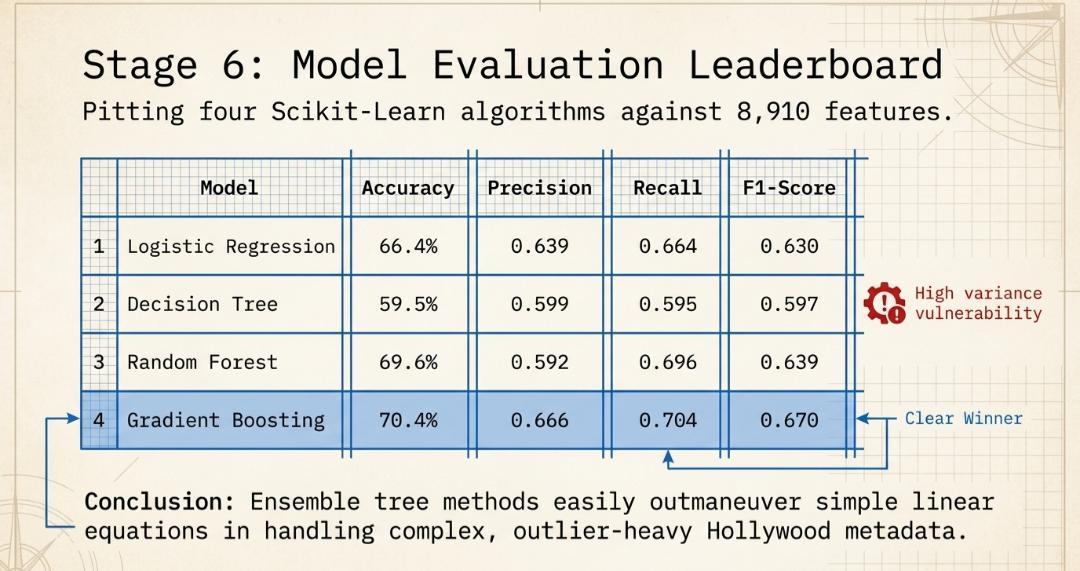 Stage 6: Model Evaluation Leaderboard
Pitting four Scikit-Learn algorithms against 8,910 features.
Model Accuracy Precision Recall F1-Score
1 Logistic Regression 66.4% 0.639 0.664 0.630
2 Decision Tree 59.5% 0.599 0.595 0.597
High variance
vulnerability
3 Random Forest 69.6% 0.592 0.696 0.639
4 Gradient Boosting 70.4% 0.666 0.704 0.670
Clear Winner
Conclusion: Ensemble tree methods easily outmaneuver simple linear
equations in handling complex, outlier-heavy Hollywood metadata.